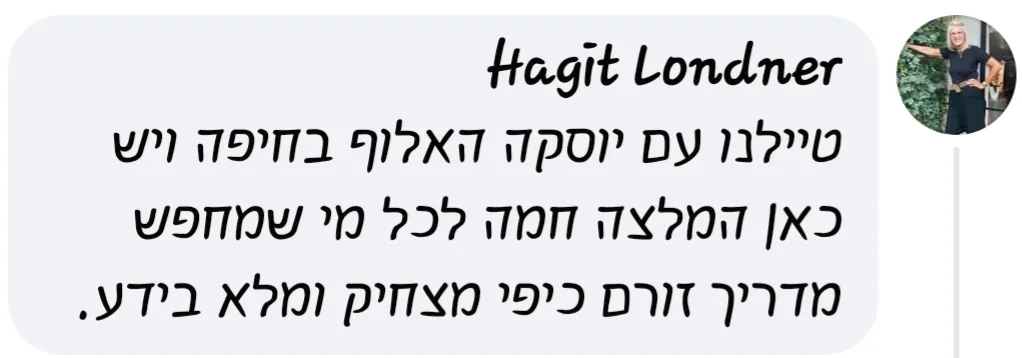 Hagit Londner
טיילנו עם יוסקה האלוף בחיפה ויש
כאן המלצה חמה לכל מי שמחפש
מדריך זורם כיפי מצחיק ומלא בידע.